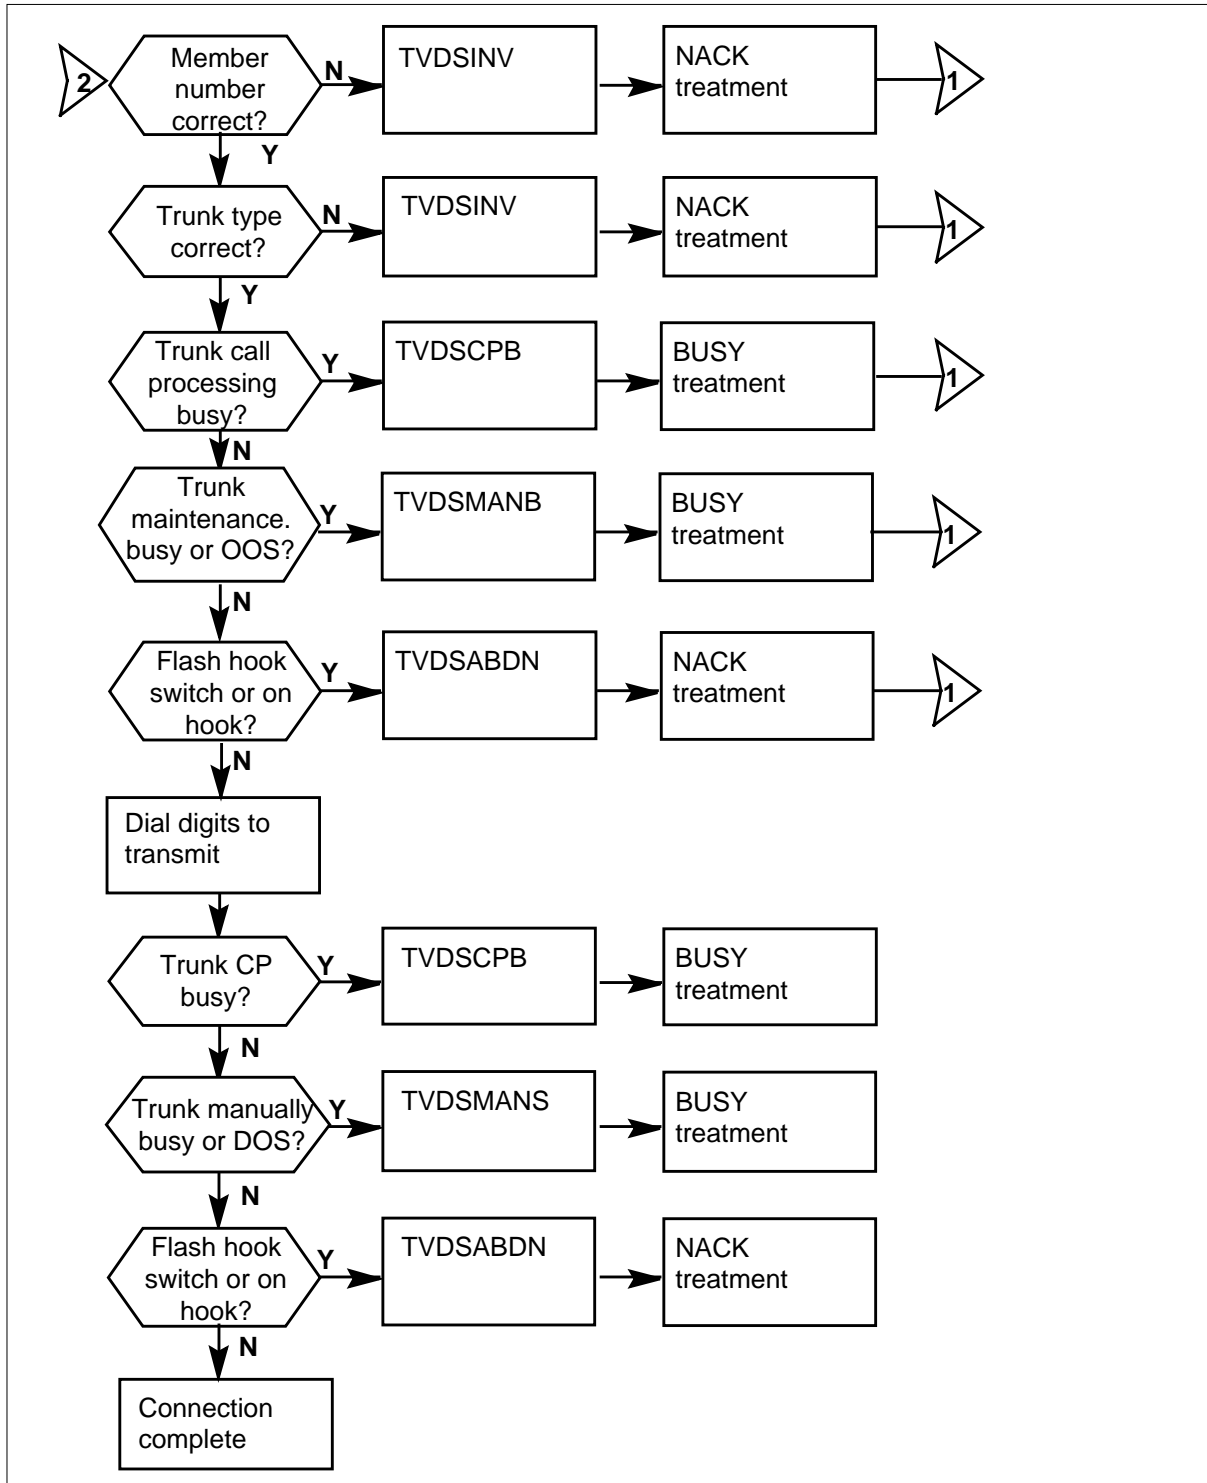 2
Member
number
correct?
N
TVDSINV
NACK
treatment
1
Y
Trunk type
correct?
N
TVDSINV
NACK
treatment
1
Y
Trunk call
processing
busy?
Y
TVDSCPB
BUSY
treatment
1
N
Trunk
maintenance.
busy or OOS?
Y
TVDSMANB
BUSY
treatment
1
N
Flash hook
switch or on
hook?
Y
TVDSABDN
NACK
treatment
1
N
Dial digits to
transmit
Trunk CP
busy?
Y
TVDSCPB
BUSY
treatment
N
Trunk manually
busy or DOS?
Y
TVDSMANS
BUSY
treatment
N
Flash hook
switch or on
hook?
Y
TVDSABDN
NACK
treatment
N
Connection
complete